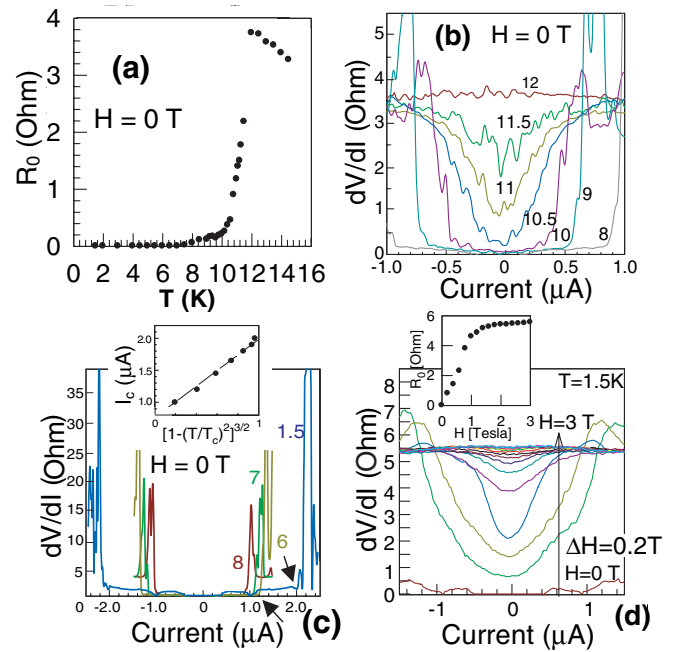 (a)
H = 0 T
R0 (Ohm)
4
3
2
1
0
0 2 4 6 8 10 12 14 16
T (K)
(b)
H = 0 T
dV/dI (Ohm)
5
4
3
2
1
0
12
11.5
11
10.5
10
9
8
-1.0 -0.5 0 0.5 1.0
Current (μA)
Ic (μA)
2.0
1.5
1.0
0 1
[1-(T/Tc)2]3/2
dV/dI (Ohm)
35
30
25
20
15
10
5
H = 0 T
1.5
7
6
8
0 -2.0 -1.0 0 1.0 2.0
Current (μA)
(c)
R0 [Ohm]
6
4
2
0
0 1 2 3
H [Tesla]
T=1.5K
H=3 T
dV/dI (Ohm)
8
7
6
5
4
3
2
1
0
ΔH=0.2T
H=0 T
-1 0 1
Current (μA)
(d)